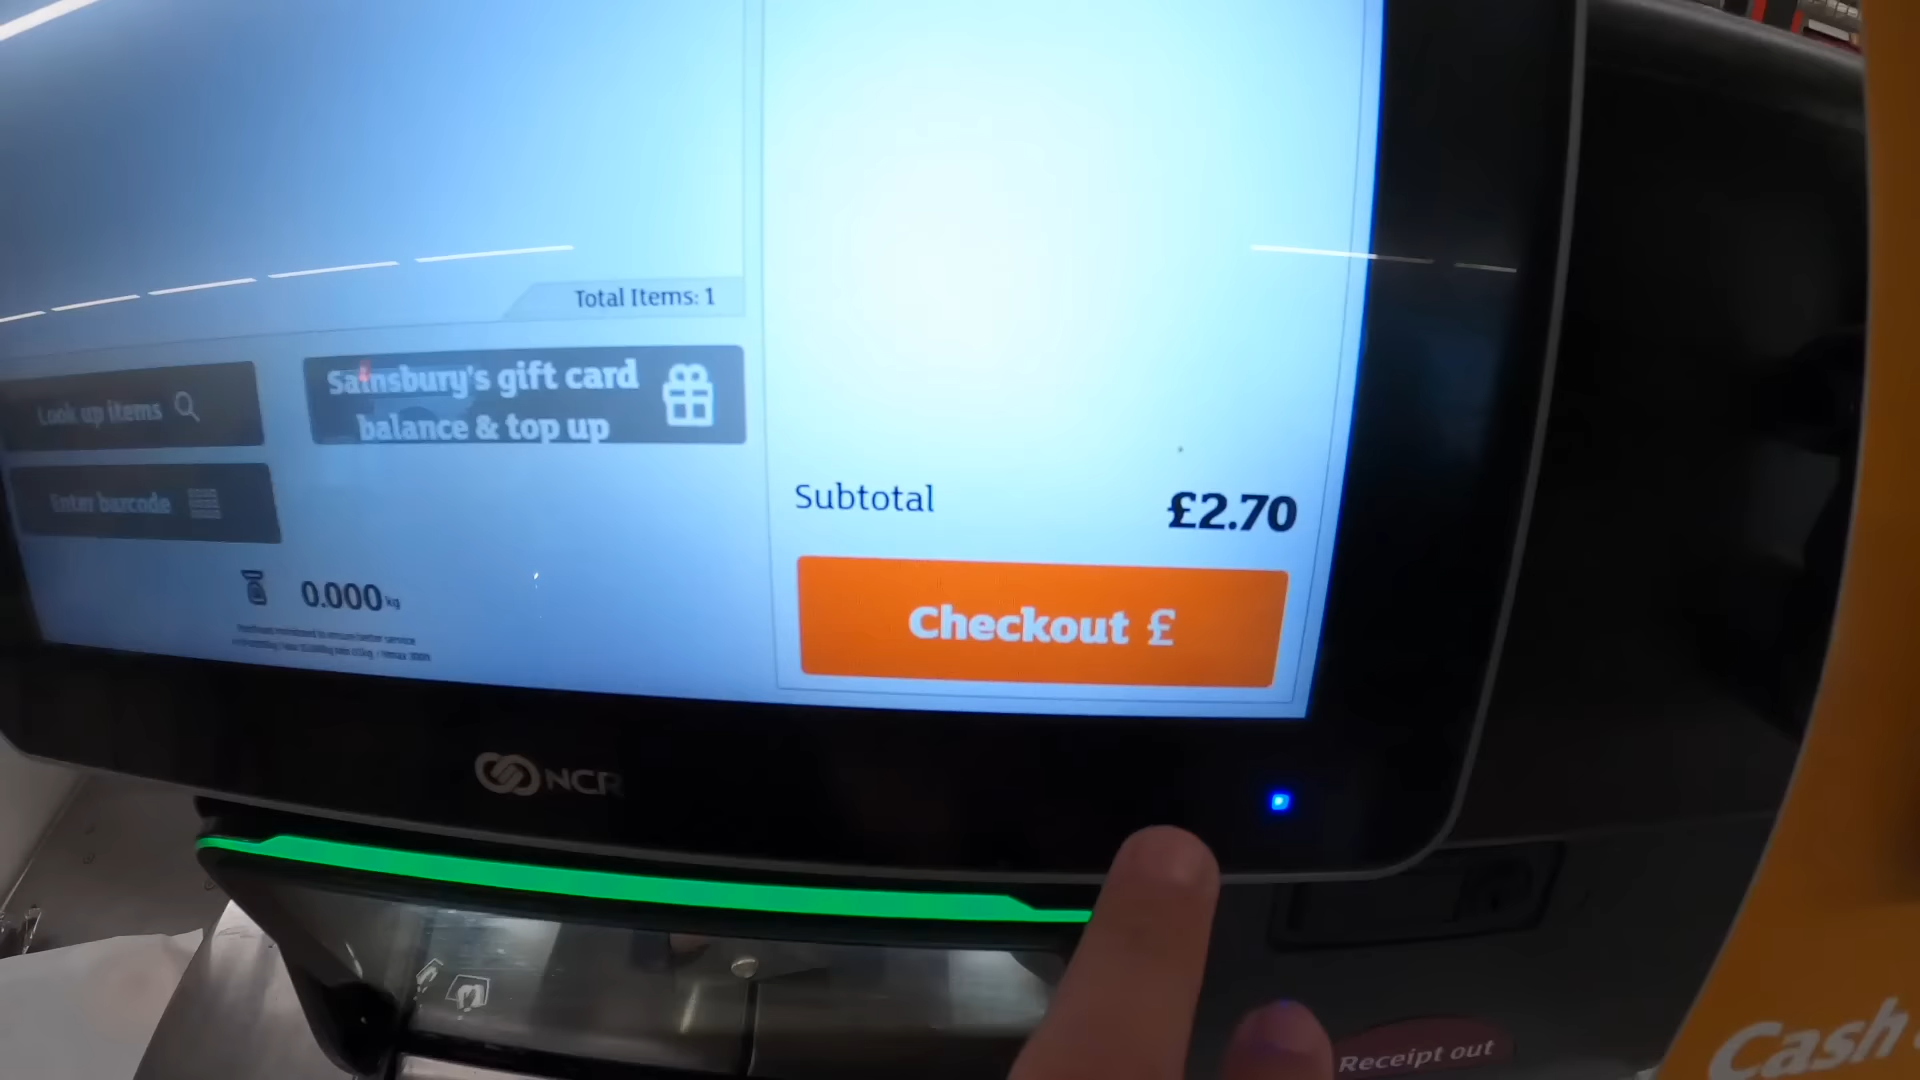 Total Items: 1
Look up items
Sainsbury's gift card
balance & top up
Enter barcode
Subtotal
£2.70
0.000 kg
Checkout £
NCR
Receipt out
Cash